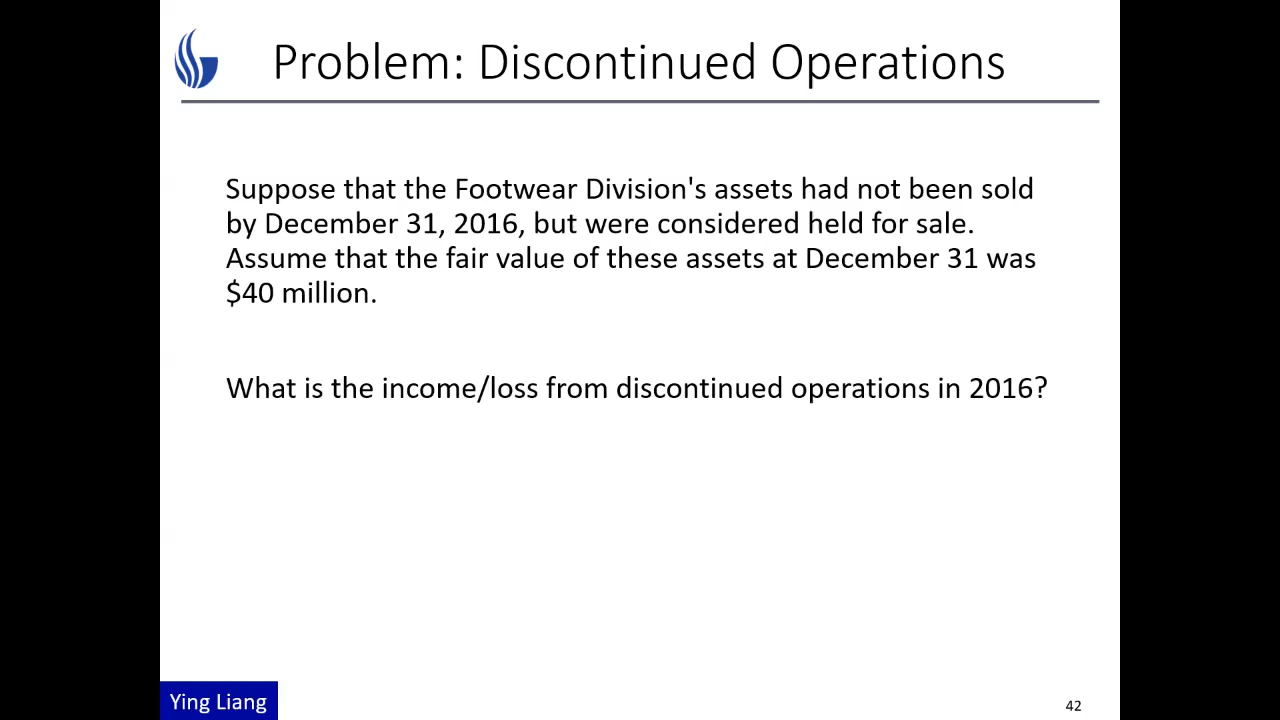 Problem: Discontinued Operations
Suppose that the Footwear Division's assets had not been sold
by December 31, 2016, but were considered held for sale.
Assume that the fair value of these assets at December 31 was
$40 million.
What is the income/loss from discontinued operations in 2016?
Ying Liang
42